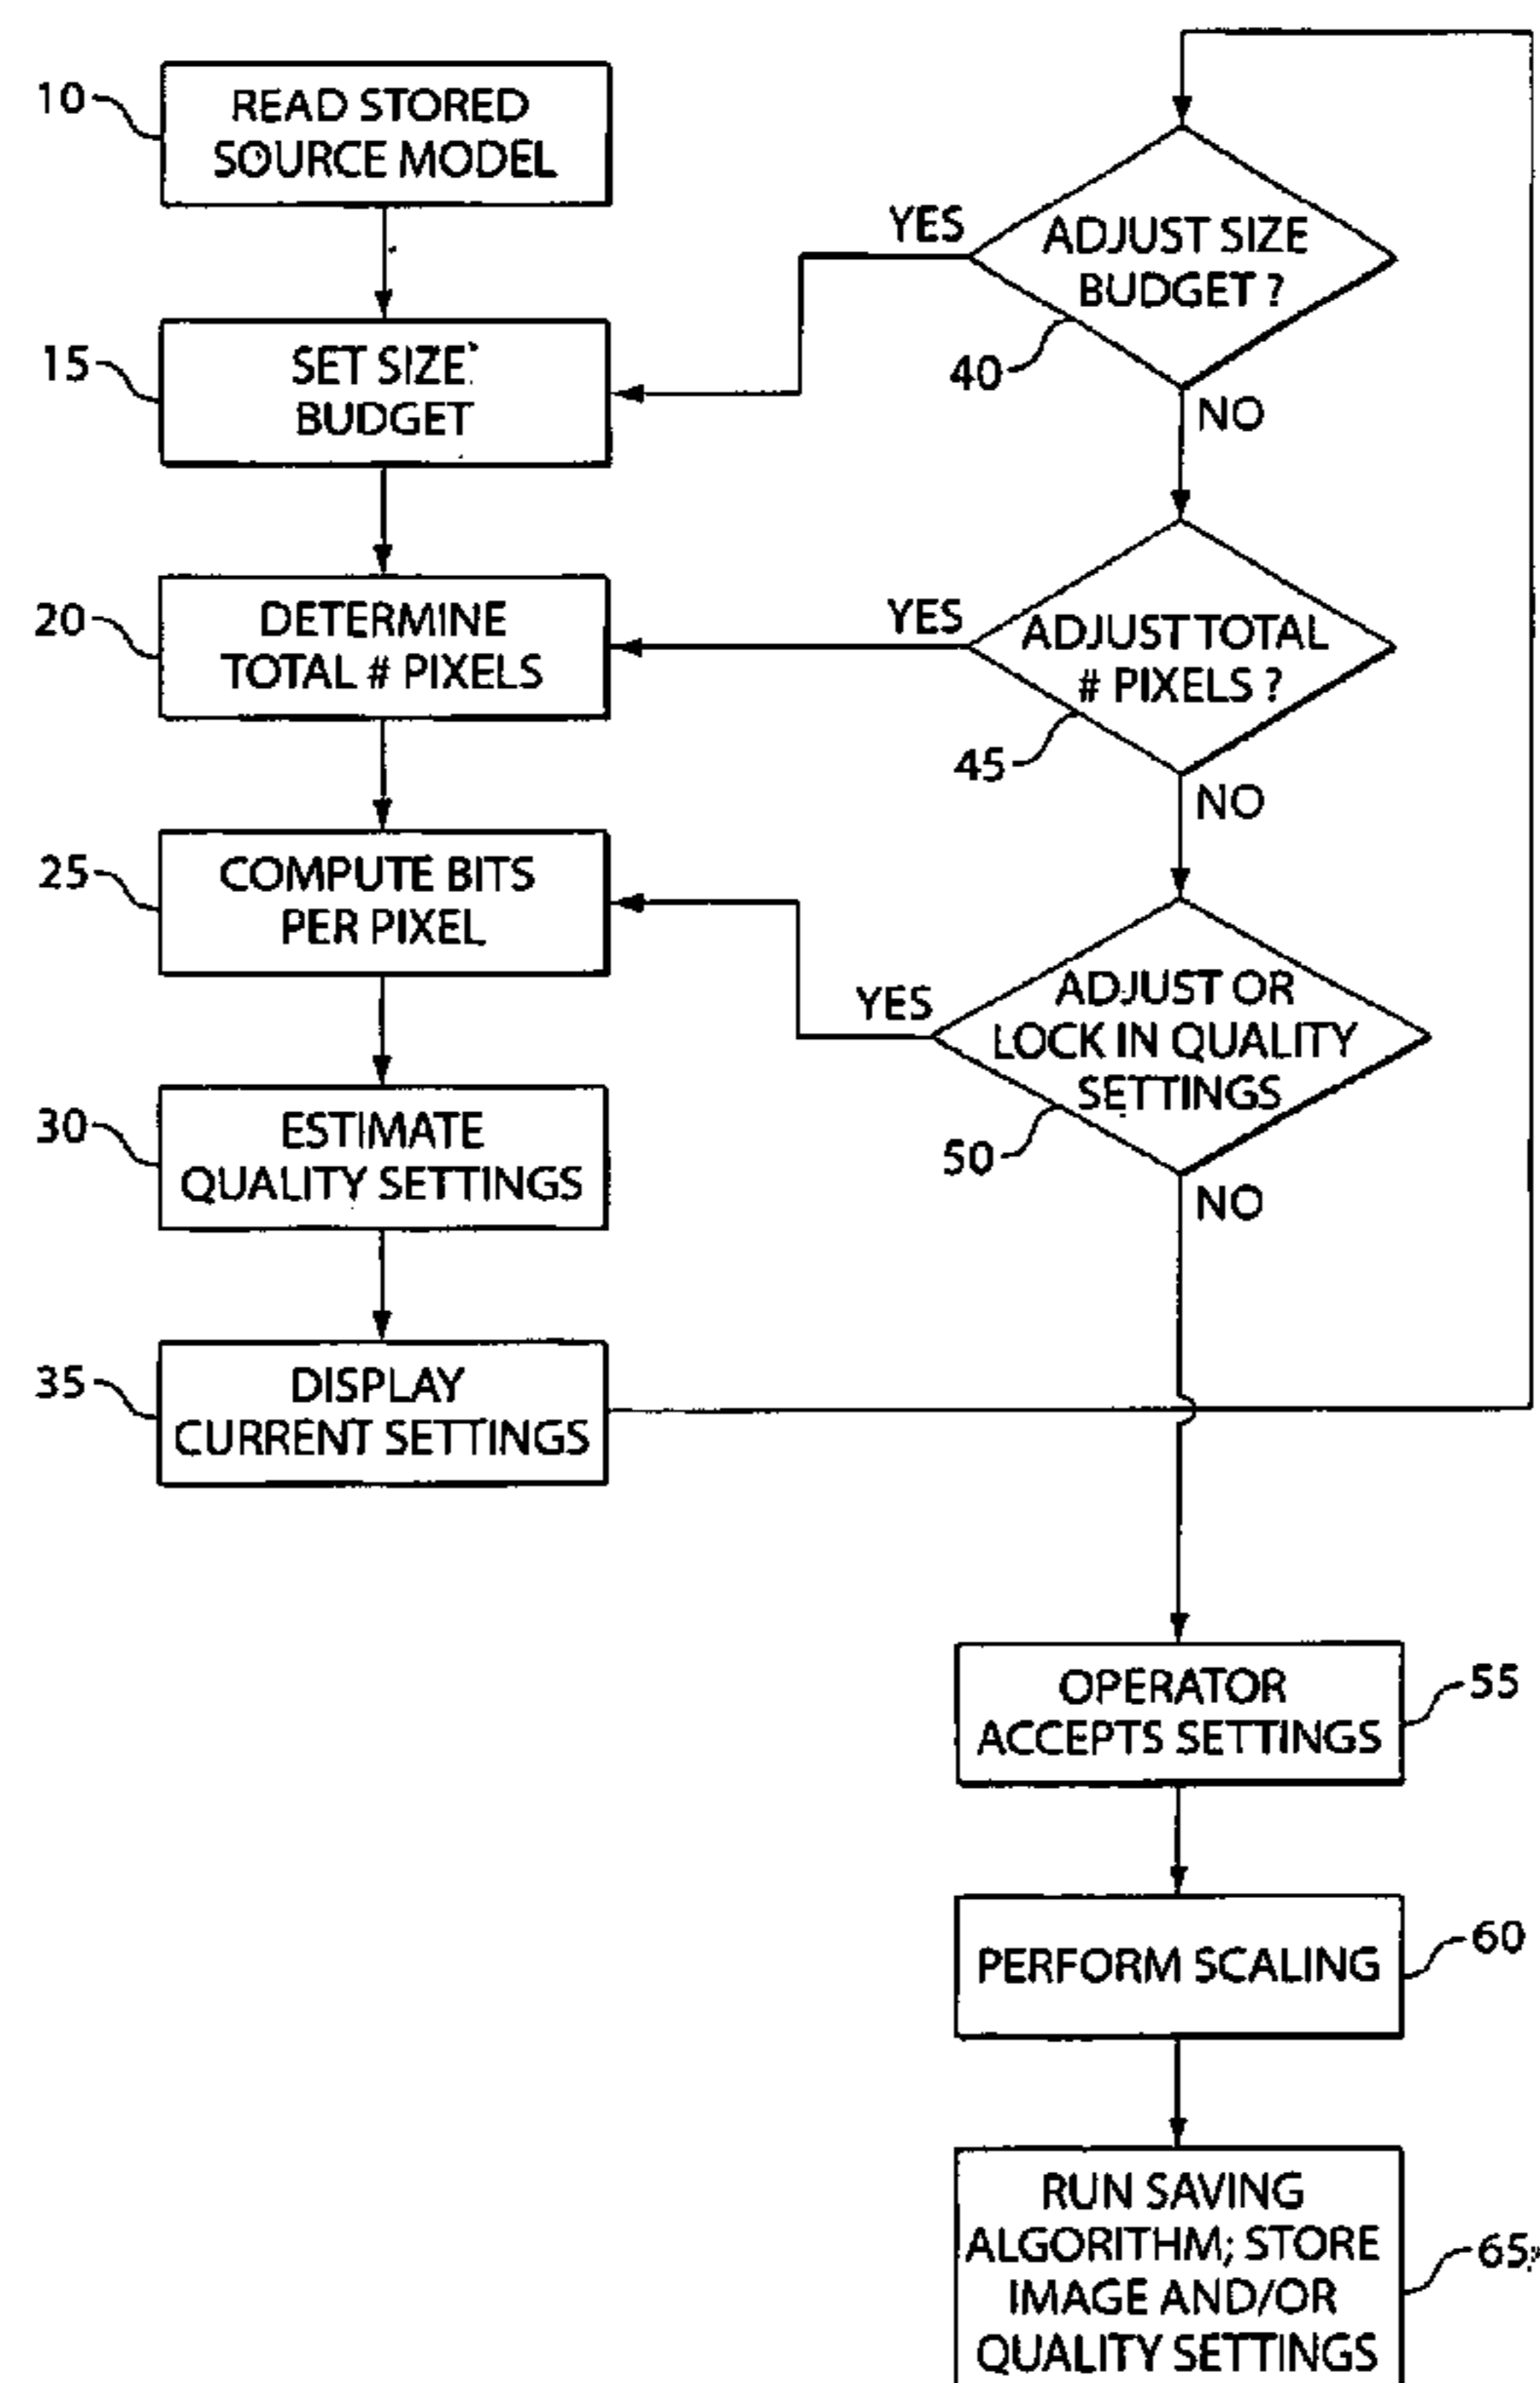 10
READ STORED
SOURCE MODEL
15
SET SIZE
BUDGET
20
DETERMINE
TOTAL # PIXELS
25
COMPUTE BITS
PER PIXEL
30
ESTIMATE
QUALITY SETTINGS
35
DISPLAY
CURRENT SETTINGS
YES
ADJUST SIZE
BUDGET ?
40
NO
YES
ADJUST TOTAL
# PIXELS ?
45
NO
YES
ADJUST OR
LOCK IN QUALITY
SETTINGS
50
NO
OPERATOR
ACCEPTS SETTINGS
55
PERFORM SCALING
60
RUN SAVING
ALGORITHM; STORE
IMAGE AND/OR
QUALITY SETTINGS
65